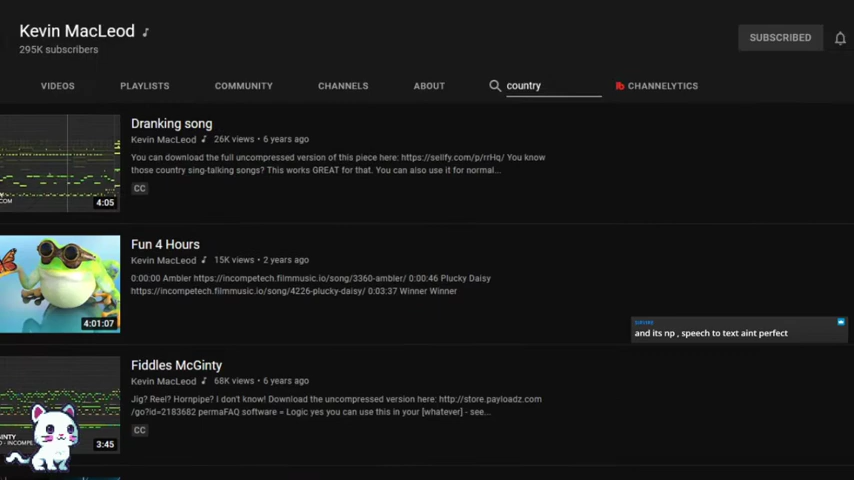 Kevin MacLeod
295K subscribers
SUBSCRIBED
VIDEOS PLAYLISTS COMMUNITY CHANNELS ABOUT country CHANNELYTICS
Dranking song
Kevin MacLeod 26K views • 6 years ago
You can download the full uncompressed version of this piece here: https://sellfy.com/p/rrHq/ You know
those country sing-talking songs? This works GREAT for that. You can also use it for normal...
CC
4:05
Fun 4 Hours
Kevin MacLeod 15K views • 2 years ago
0:00:00 Ambler https://incompetech.filmmusic.io/song/3360-ambler/ 0:00:46 Plucky Daisy
https://incompetech.filmmusic.io/song/4226-plucky-daisy/ 0:03:37 Winner Winner
4:01:07
and its np , speech to text aint perfect
Fiddles McGinty
Kevin MacLeod 68K views • 6 years ago
Jig? Reel? Hornpipe? I don't know! Download the uncompressed version here: http://store.payloadz.com
/go?id=2183682 permaFAQ software = Logic yes you can use this in your [whatever] - see...
CC
3:45